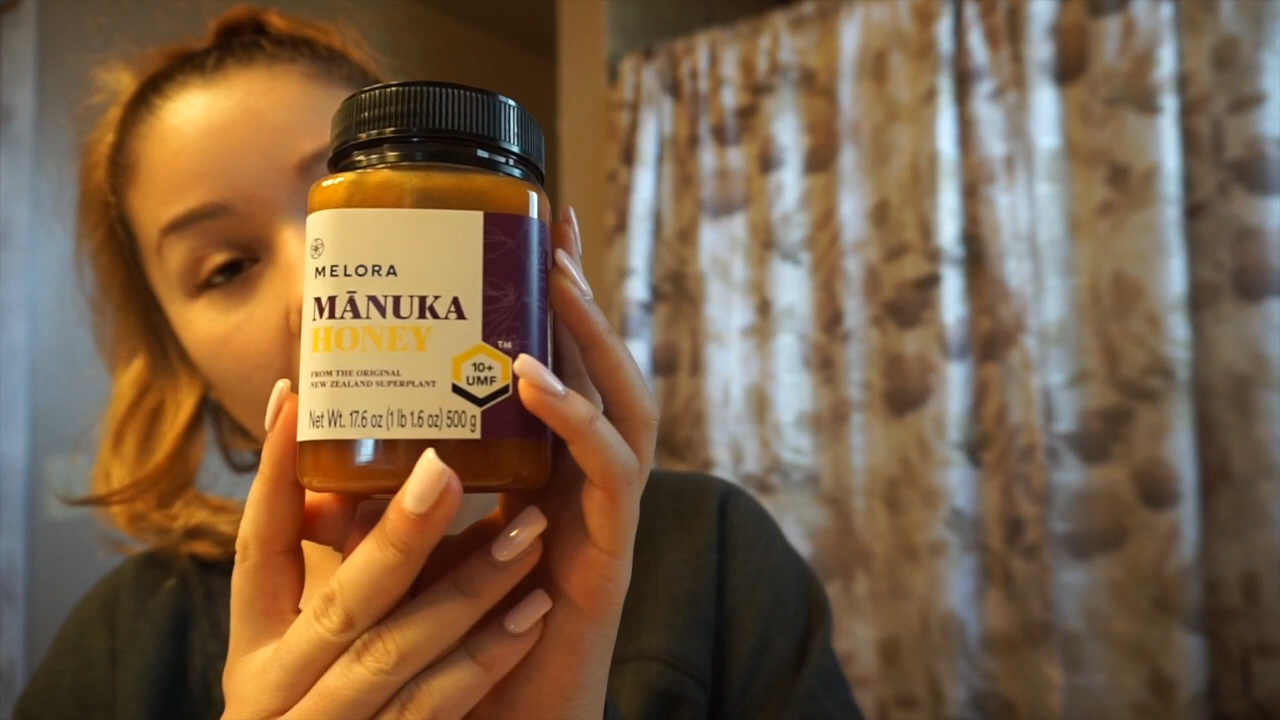 MELORA
MĀNUKA
HONEY
FROM THE ORIGINAL
NEW ZEALAND SUPERPLANT
TM
10+
UMF
Net Wt. 17.6 oz (1 lb 1.6 oz) 500 g